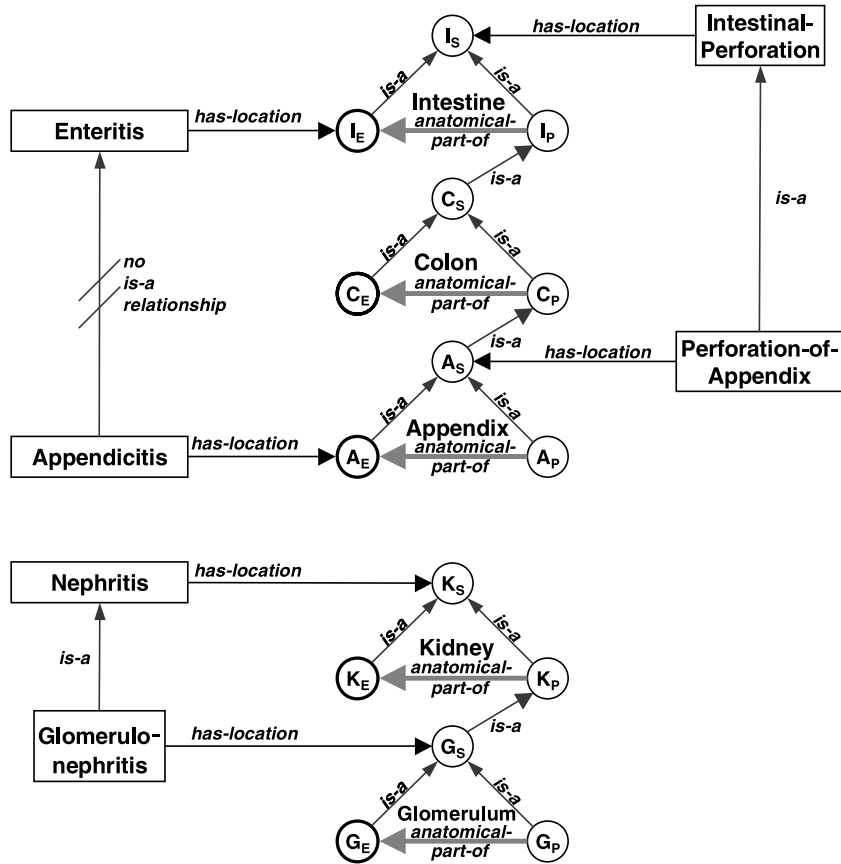 has-location
I_S
Intestinal-
Perforation
is-a
is-a
Enteritis
has-location
I_E
Intestine
anatomical-
part-of
I_P
is-a
C_S
is-a
is-a
is-a
no
is-a
relationship
C_E
Colon
anatomical-
part-of
C_P
is-a
A_S
has-location
Perforation-of-
Appendix
is-a
is-a
Appendicitis
has-location
A_E
Appendix
anatomical-
part-of
A_P
Nephritis
has-location
K_S
is-a
is-a
is-a
K_E
Kidney
anatomical-
part-of
K_P
is-a
Glomerulo-
nephritis
has-location
G_S
is-a
is-a
G_E
Glomerulum
anatomical-
part-of
G_P